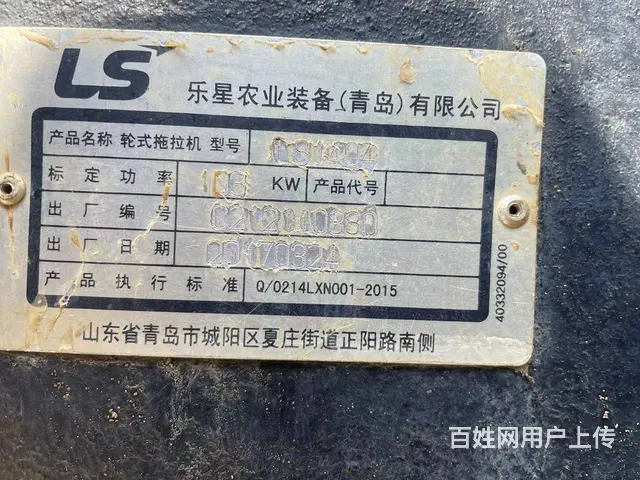 LS 乐星农业装备(青岛)有限公司
产品名称 轮式拖拉机 型号
标定功率 103 KW 产品代号
出厂编号
出厂日期 20170324
产品执行标准 Q/0214LXN001-2015
山东省青岛市城阳区夏庄街道正阳路南侧
40332094/00
百姓网用户上传